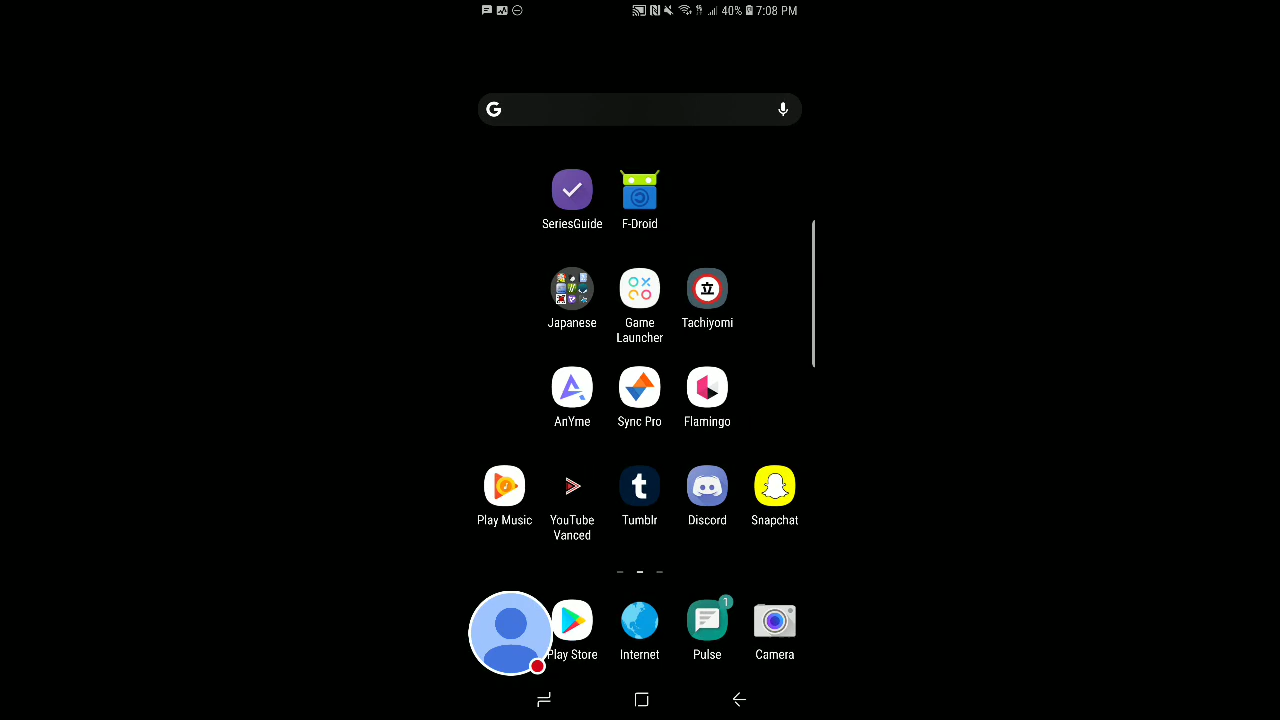 40% 7:08 PM
G
SeriesGuide F-Droid
立
Japanese Game Launcher Tachiyomi
AnYme Sync Pro Flamingo
t
Play Music YouTube Vanced Tumblr Discord Snapchat
1
Play Store Internet Pulse Camera